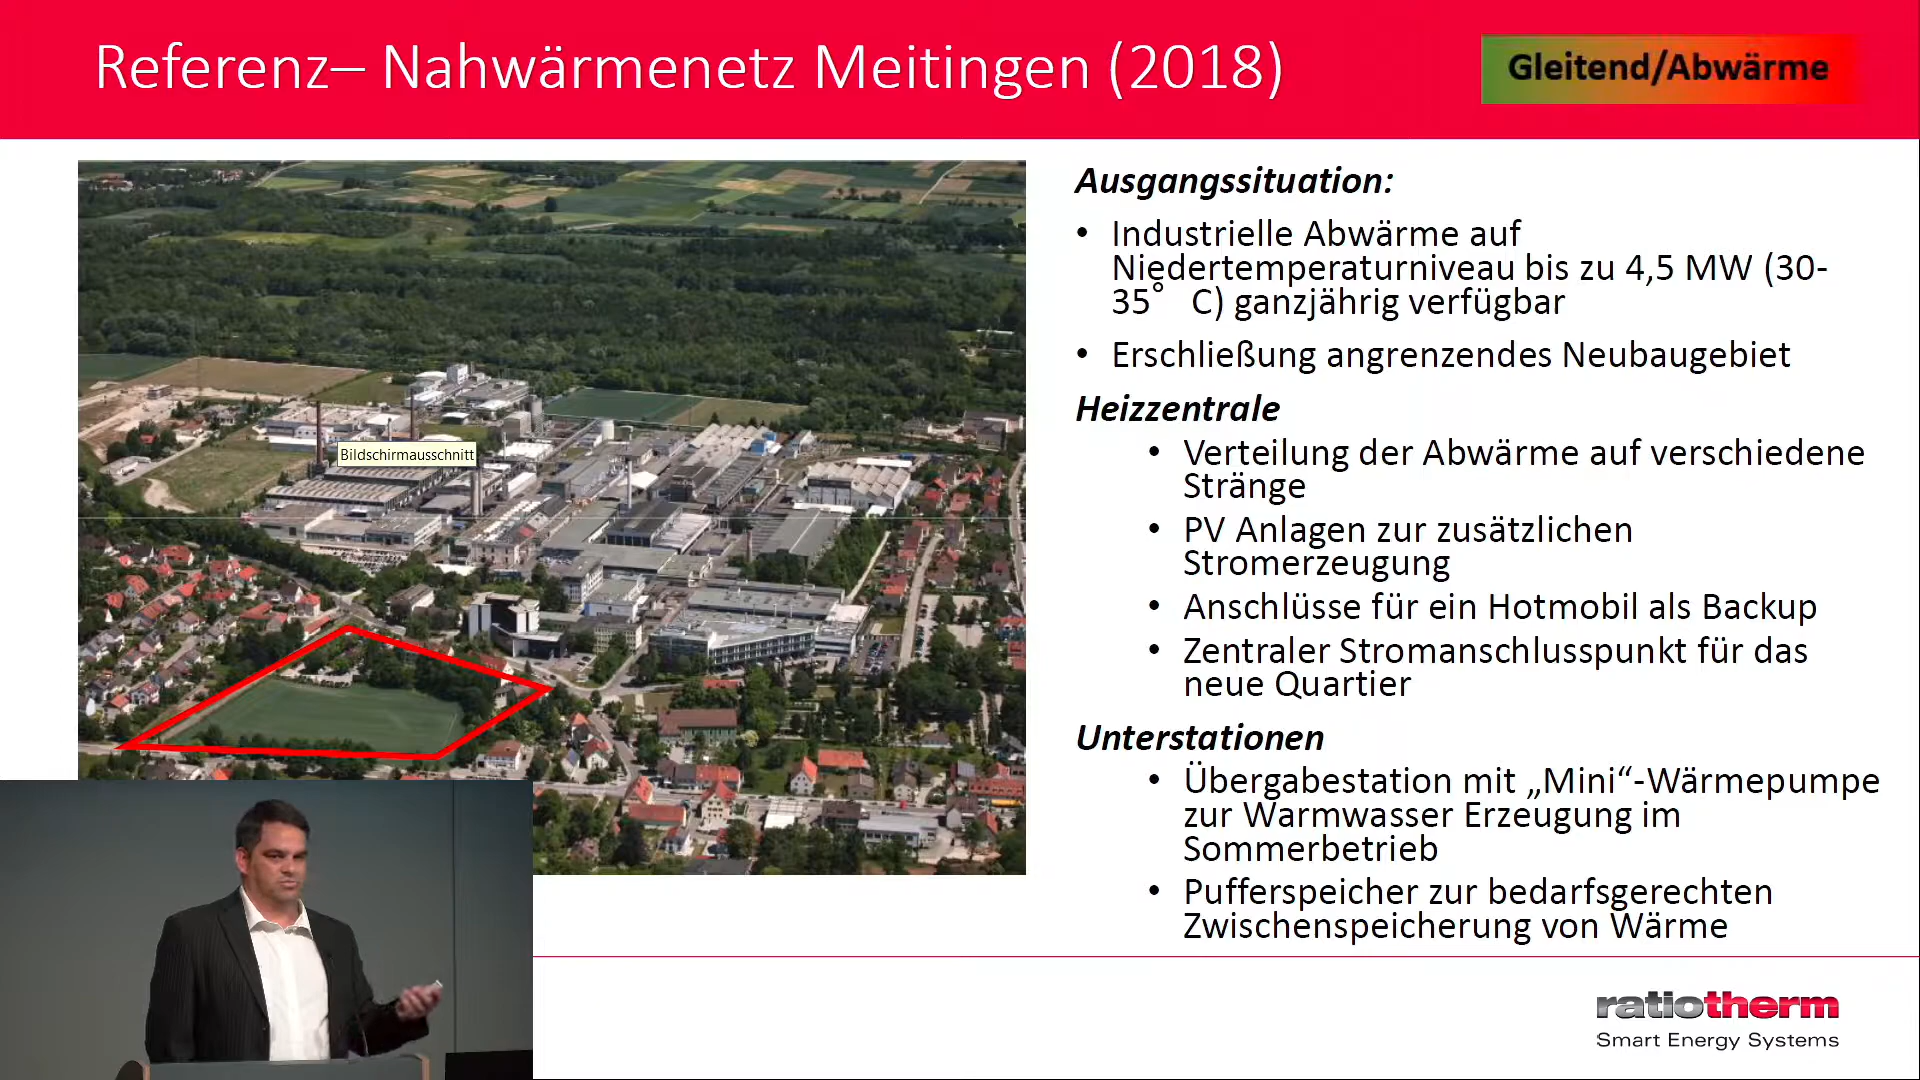 Referenz– Nahwärmenetz Meitingen (2018)
Gleitend/Abwärme
Bildschirmausschnitt
Ausgangssituation:
• Industrielle Abwärme auf
Niedertemperaturniveau bis zu 4,5 MW (30-
35° C) ganzjährig verfügbar
• Erschließung angrenzendes Neubaugebiet
Heizzentrale
• Verteilung der Abwärme auf verschiedene
Stränge
• PV Anlagen zur zusätzlichen
Stromerzeugung
• Anschlüsse für ein Hotmobil als Backup
• Zentraler Stromanschlusspunkt für das
neue Quartier
Unterstationen
• Übergabestation mit „Mini“-Wärmepumpe
zur Warmwasser Erzeugung im
Sommerbetrieb
• Pufferspeicher zur bedarfsgerechten
Zwischenspeicherung von Wärme
ratiotherm
Smart Energy Systems